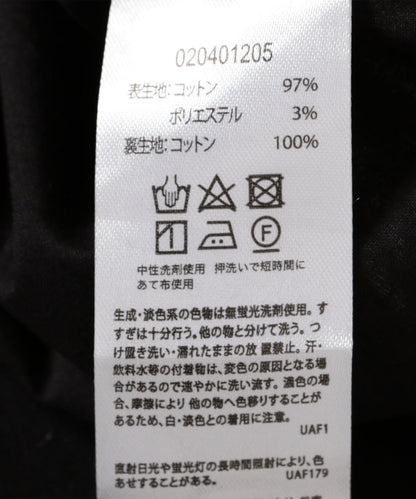 020401205
表生地:コットン 97%
ポリエステル 3%
裏生地:コットン 100%
中性洗剤使用 押洗いで短時間に
あて布使用
生成・淡色系の色物は無蛍光洗剤使用。す
すぎは十分行う。他の物と分けて洗う。つ
け置き洗い・濡れたままの放 置禁止。汗・
飲料水等の付着物は、変色の原因となる場
合があるので速やかに洗い流す。濃色の場
合、摩擦により 他の物へ色移りすることが
あるため、白・淡色との着用に注意。
UAF1
直射日光や蛍光灯の長時間照射により、色
あせする恐れがある。
UAF179